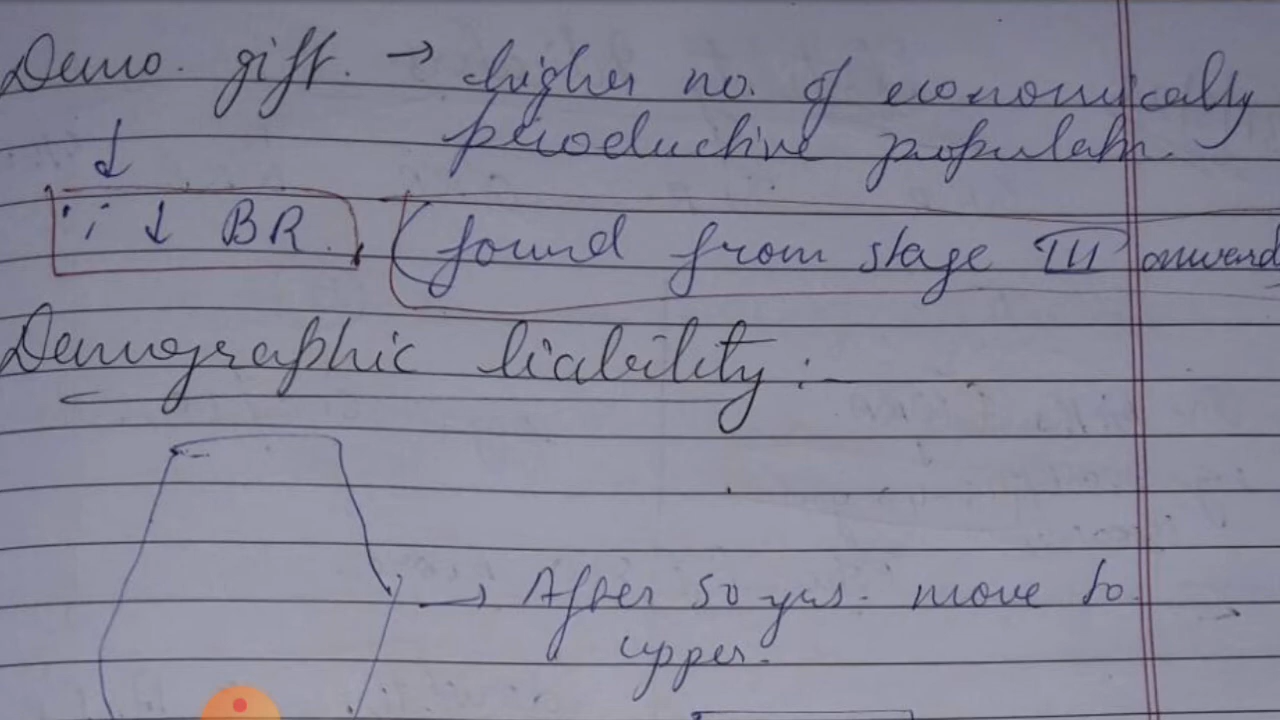 Demo. gift. → higher no. of economically
productive populatn.
↓
∵ ↓ BR. (found from stage III onward
Demographic liability :-
→ After 50 yrs. move to
upper.